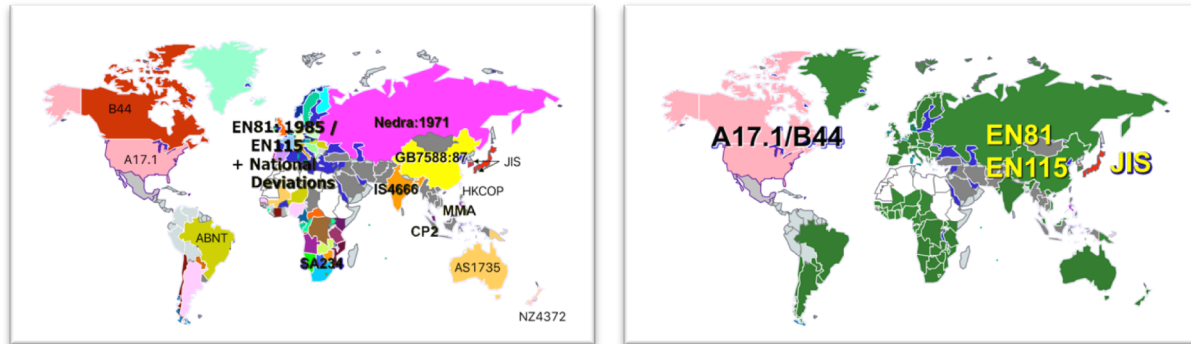 B44
A17.1
EN81:1985 /
EN115
+ National
Deviations
Nedra:1971
GB7588:87
JIS
IS4666
HKCOP
MMA
CP2
ABNT
SA234
AS1735
NZ4372
A17.1/B44
EN81
EN115
JIS